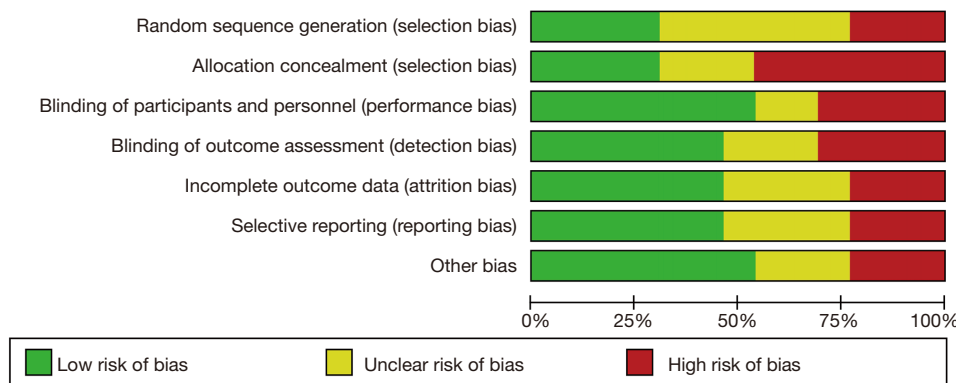 Random sequence generation (selection bias)
Allocation concealment (selection bias)
Blinding of participants and personnel (performance bias)
Blinding of outcome assessment (detection bias)
Incomplete outcome data (attrition bias)
Selective reporting (reporting bias)
Other bias
0% 25% 50% 75% 100%
Low risk of bias Unclear risk of bias High risk of bias